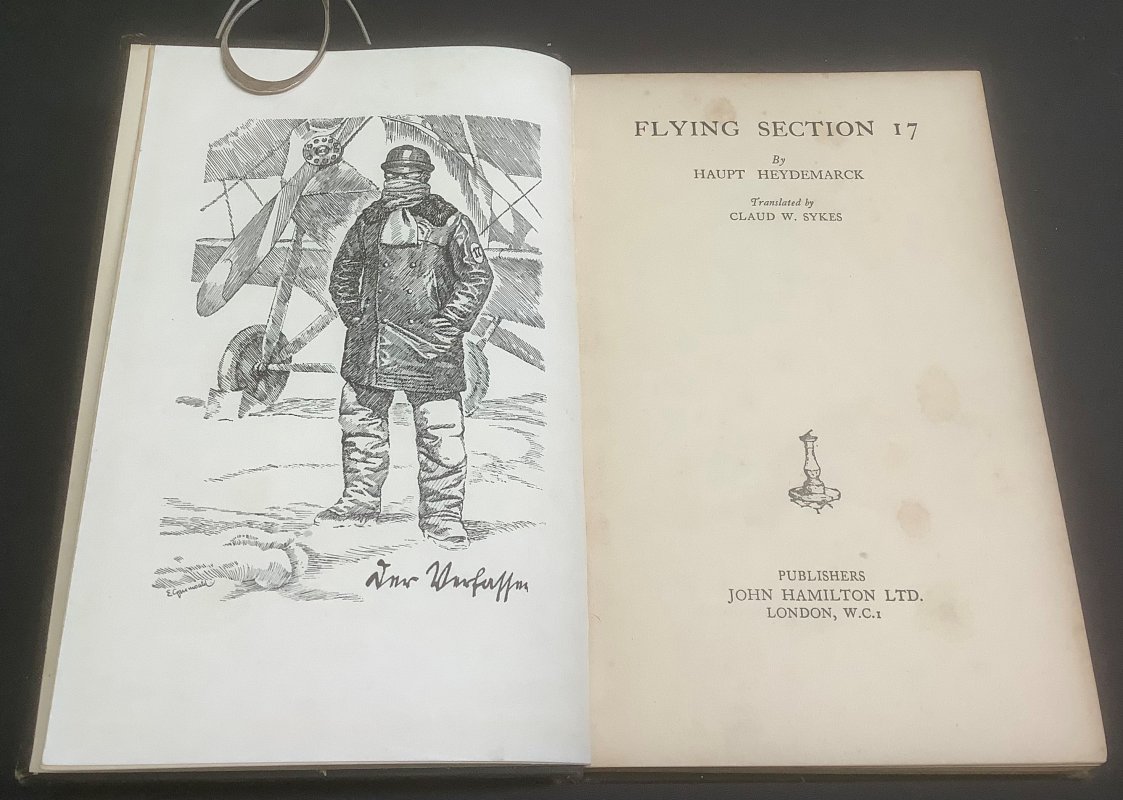 Der Verfasser
FLYING SECTION 17
By
HAUPT HEYDEMARCK
Translated by
CLAUD W. SYKES
PUBLISHERS
JOHN HAMILTON LTD.
LONDON, W.C.1